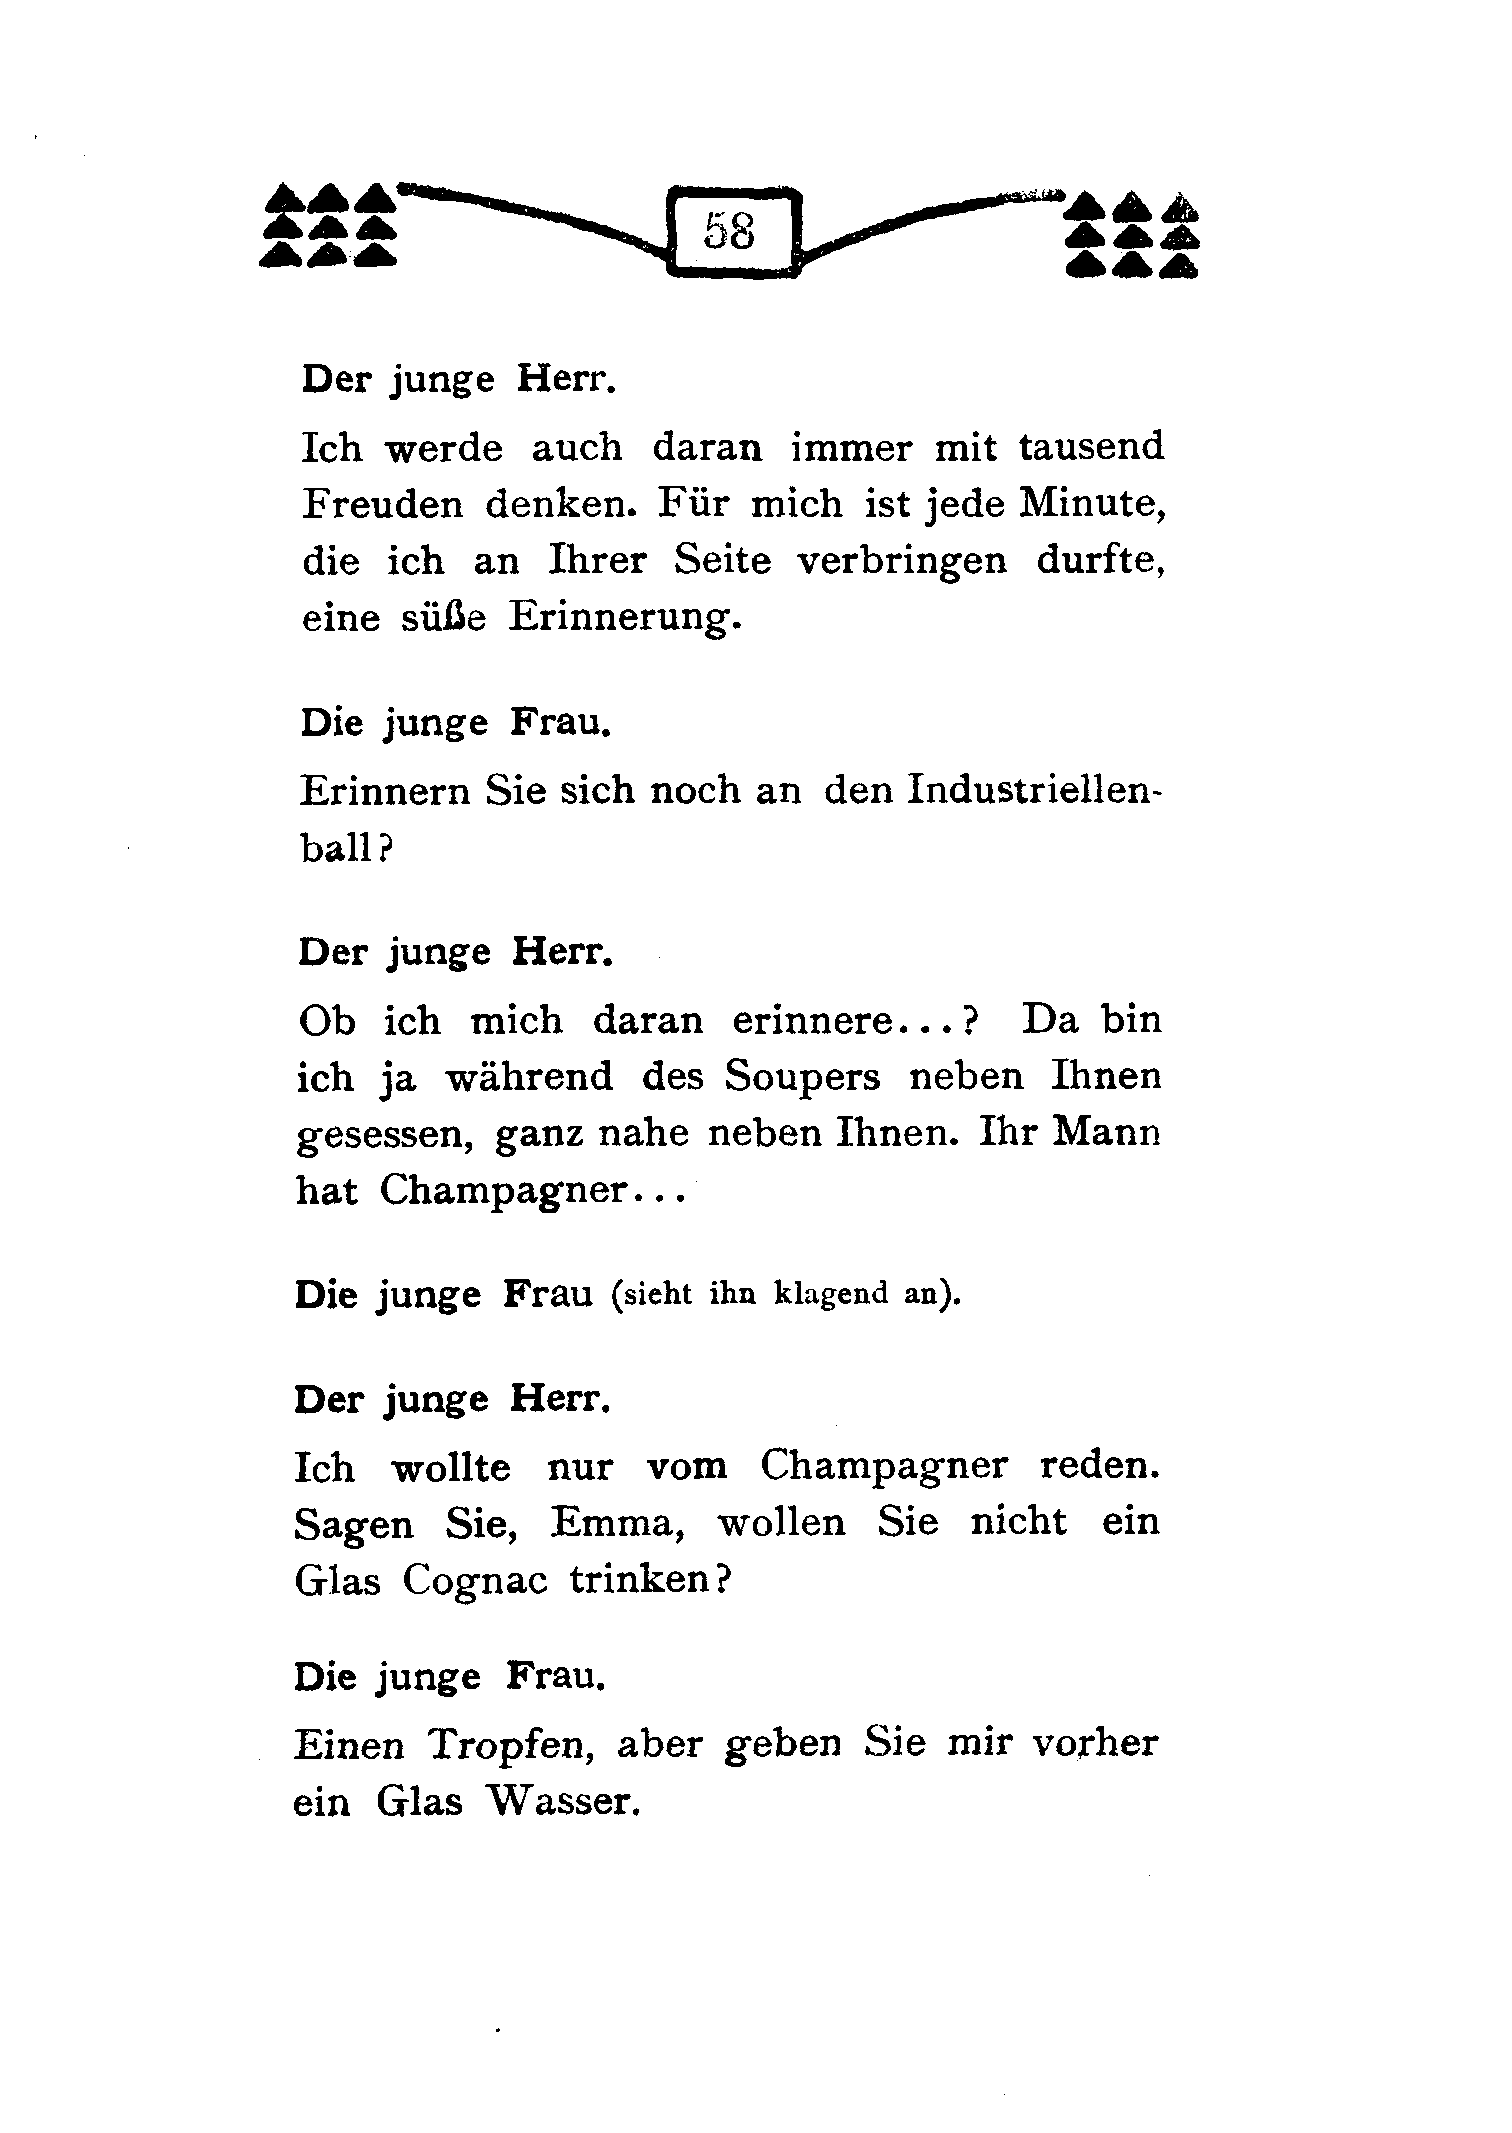 58
Der junge Herr.
Ich werde auch daran immer mit tausend
Freuden denken. Für mich ist jede Minute,
die ich an Ihrer Seite verbringen durfte,
eine süße Erinnerung.
Die junge Frau.
Erinnern Sie sich noch an den Industriellen-
ball?
Der junge Herr.
Ob ich mich daran erinnere...? Da bin
ich ja während des Soupers neben Ihnen
gesessen, ganz nahe neben Ihnen. Ihr Mann
hat Champagner...
Die junge Frau (sieht ihn klagend an).
Der junge Herr.
Ich wollte nur vom Champagner reden.
Sagen Sie, Emma, wollen Sie nicht ein
Glas Cognac trinken?
Die junge Frau.
Einen Tropfen, aber geben Sie mir vorher
ein Glas Wasser.